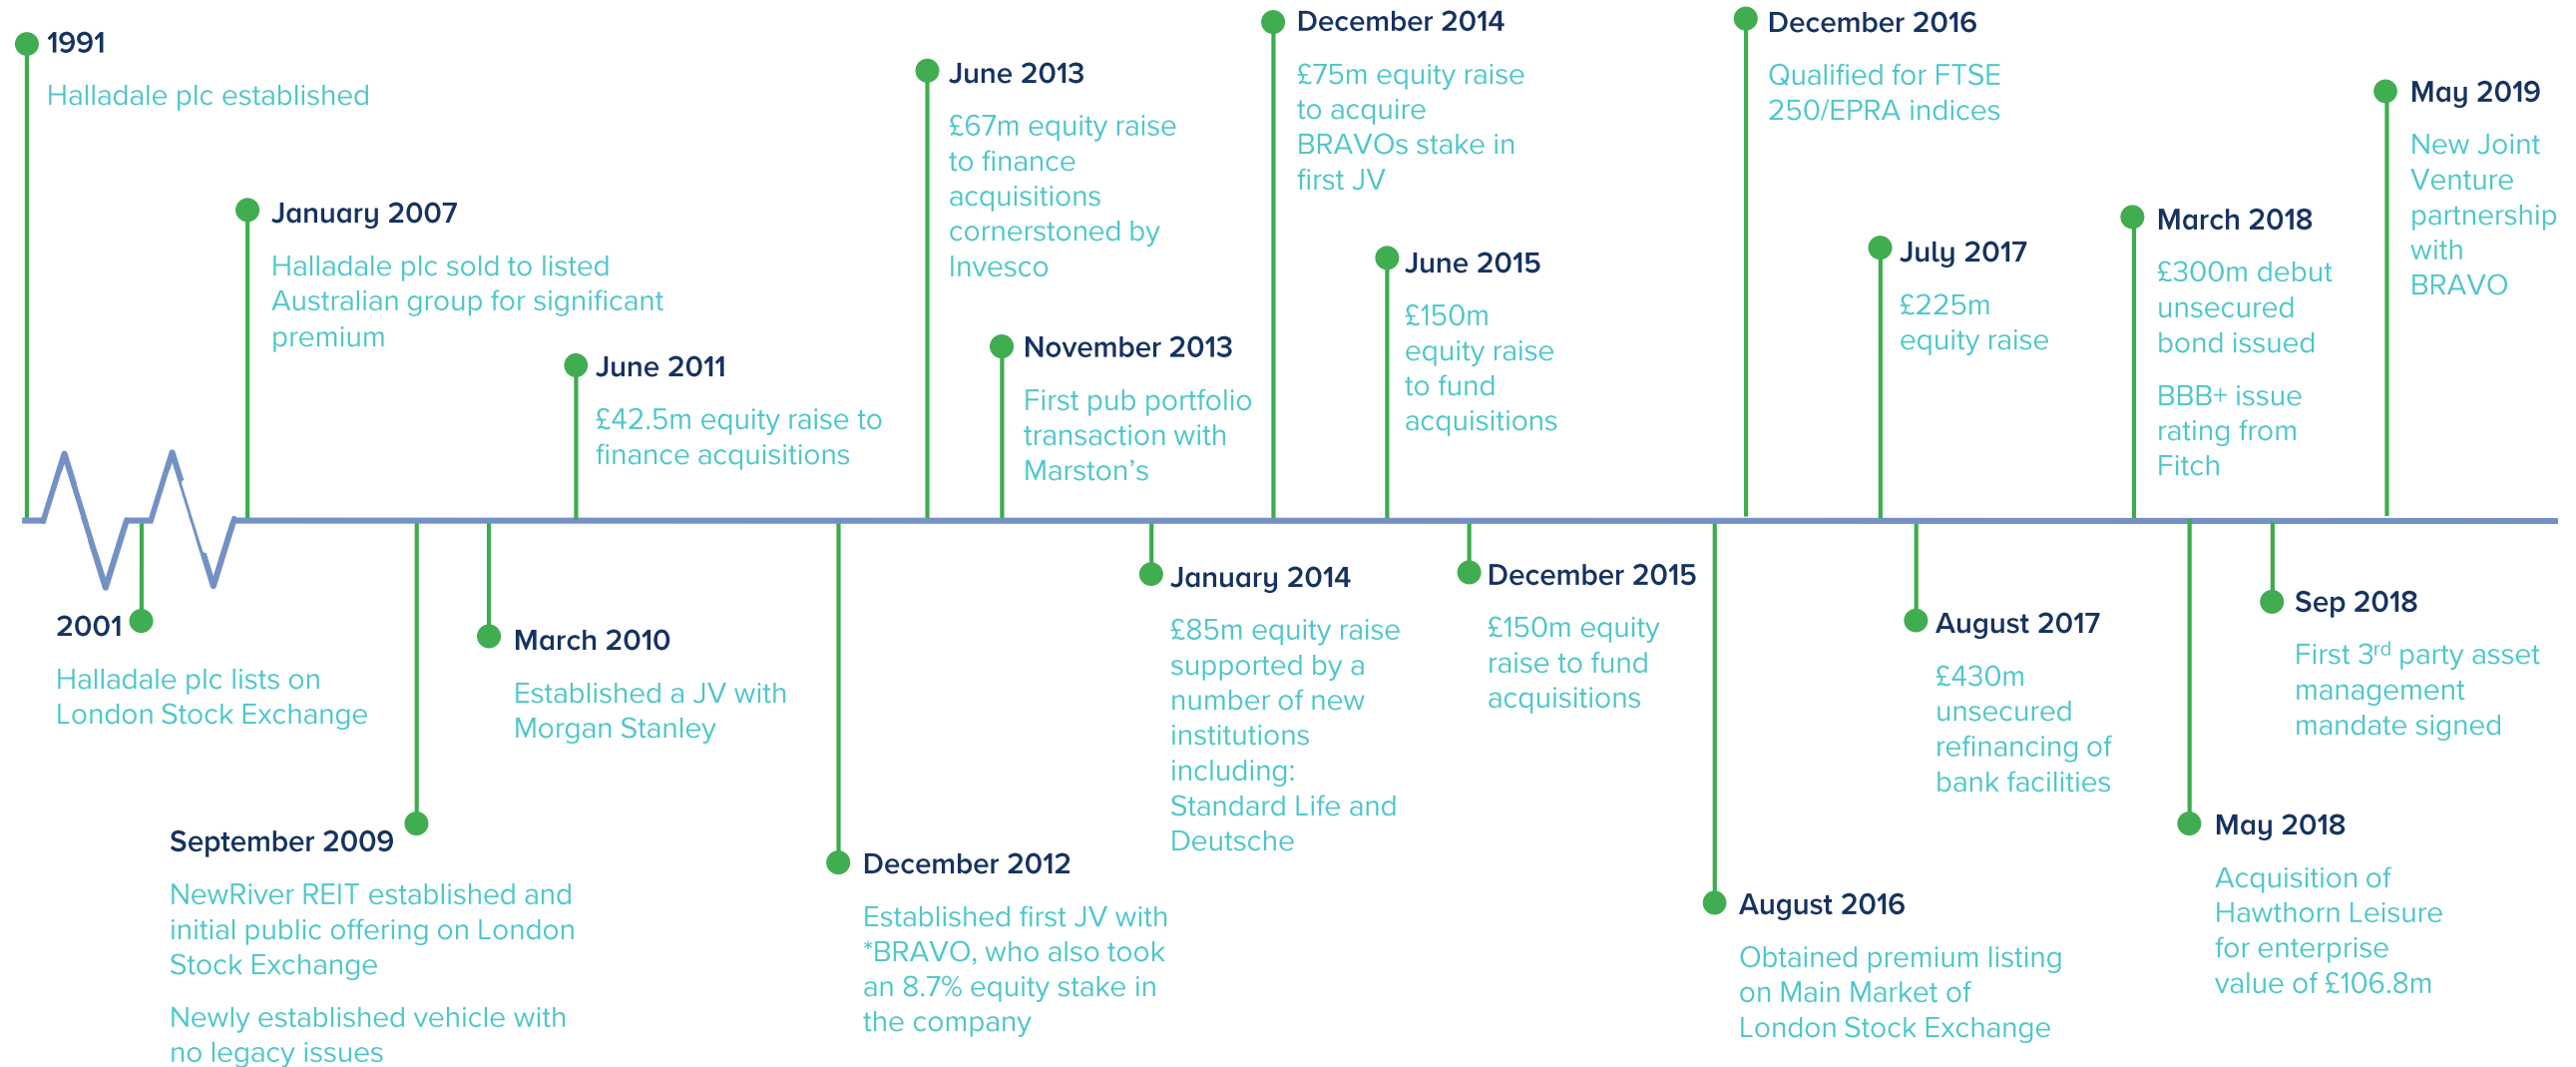 1991
Halladale plc established
2001
Halladale plc lists on
London Stock Exchange
January 2007
Halladale plc sold to listed
Australian group for significant
premium
September 2009
NewRiver REIT established and
initial public offering on London
Stock Exchange
Newly established vehicle with
no legacy issues
March 2010
Established a JV with
Morgan Stanley
June 2011
£42.5m equity raise to
finance acquisitions
December 2012
Established first JV with
*BRAVO, who also took
an 8.7% equity stake in
the company
June 2013
£67m equity raise
to finance
acquisitions
cornerstoned by
Invesco
November 2013
First pub portfolio
transaction with
Marston’s
January 2014
£85m equity raise
supported by a
number of new
institutions
including:
Standard Life and
Deutsche
December 2014
£75m equity raise
to acquire
BRAVOs stake in
first JV
June 2015
£150m
equity raise
to fund
acquisitions
December 2015
£150m equity
raise to fund
acquisitions
August 2016
Obtained premium listing
on Main Market of
London Stock Exchange
December 2016
Qualified for FTSE
250/EPRA indices
July 2017
£225m
equity raise
August 2017
£430m
unsecured
refinancing of
bank facilities
March 2018
£300m debut
unsecured
bond issued
BBB+ issue
rating from
Fitch
May 2018
Acquisition of
Hawthorn Leisure
for enterprise
value of £106.8m
Sep 2018
First 3rd party asset
management
mandate signed
May 2019
New Joint
Venture
partnership
with
BRAVO